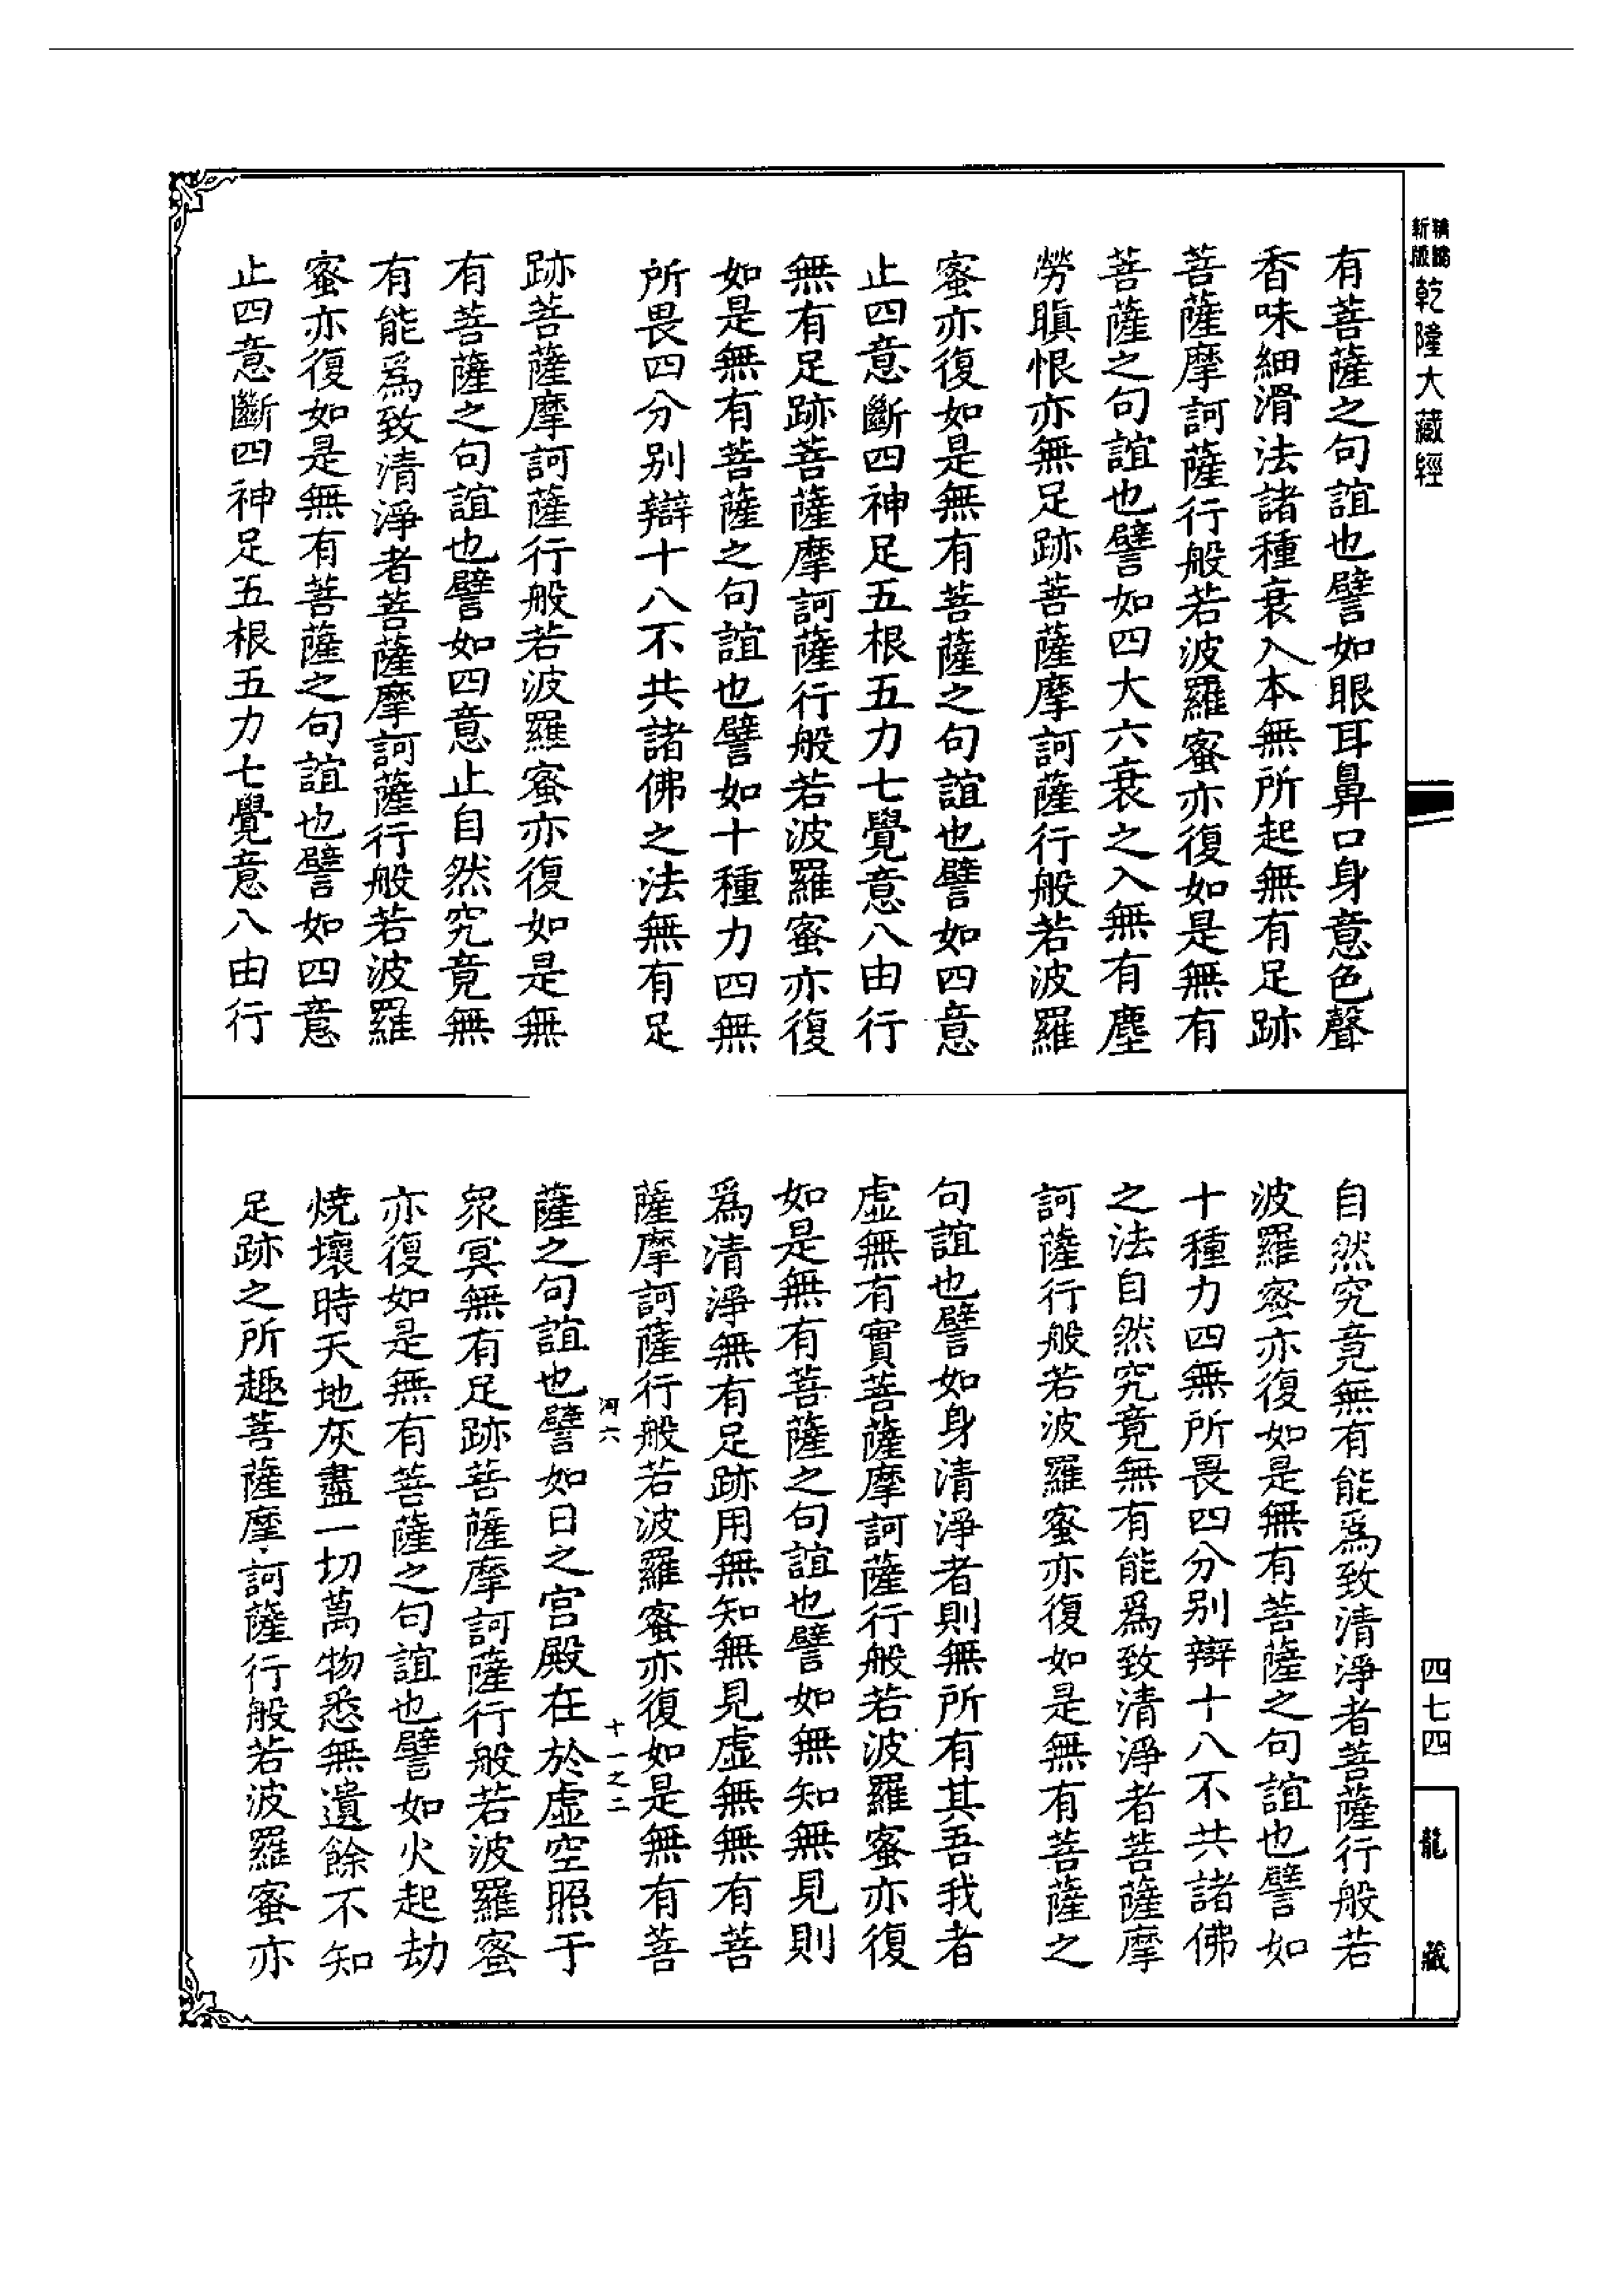 新版
精縮
乾隆大藏經
四七四
龍藏
有菩薩之句誼也譬如眼耳鼻口身意色聲
香味細滑法諸種衰入本無所起無有足跡
菩薩摩訶薩行般若波羅蜜亦復如是無有
菩薩之句誼也譬如四大六衰之入無有塵
勞瞋恨亦無足跡菩薩摩訶薩行般若波羅
蜜亦復如是無有菩薩之句誼也譬如四意
止四意斷四神足五根五力七覺意八由行
無有足跡菩薩摩訶薩行般若波羅蜜亦復
如是無有菩薩之句誼也譬如十種力四無
所畏四分别辯十八不共諸佛之法無有足
跡菩薩摩訶薩行般若波羅蜜亦復如是無
有菩薩之句誼也譬如四意止自然究竟無
有能爲致清淨者菩薩摩訶薩行般若波羅
蜜亦復如是無有菩薩之句誼也譬如四意
止四意斷四神足五根五力七覺意八由行
自然究竟無有能爲致清淨者菩薩行般若
波羅蜜亦復如是無有菩薩之句誼也譬如
十種力四無所畏四分别辯十八不共諸佛
之法自然究竟無有能爲致清淨者菩薩摩
訶薩行般若波羅蜜亦復如是無有菩薩之
句誼也譬如身清淨者則無所有其吾我者
虛無有實菩薩摩訶薩行般若波羅蜜亦復
如是無有菩薩之句誼也譬如無知無見則
爲清淨無有足跡用無知無見虛無無有菩
薩摩訶薩行般若波羅蜜亦復如是無有菩
河六
十一之二
薩之句誼也譬如日之宫殿在於虛空照于
衆冥無有足跡菩薩摩訶薩行般若波羅蜜
亦復如是無有菩薩之句誼也譬如火起劫
燒壞時天地灰盡一切萬物悉無遺餘不知
足跡之所趣菩薩摩訶薩行般若波羅蜜亦